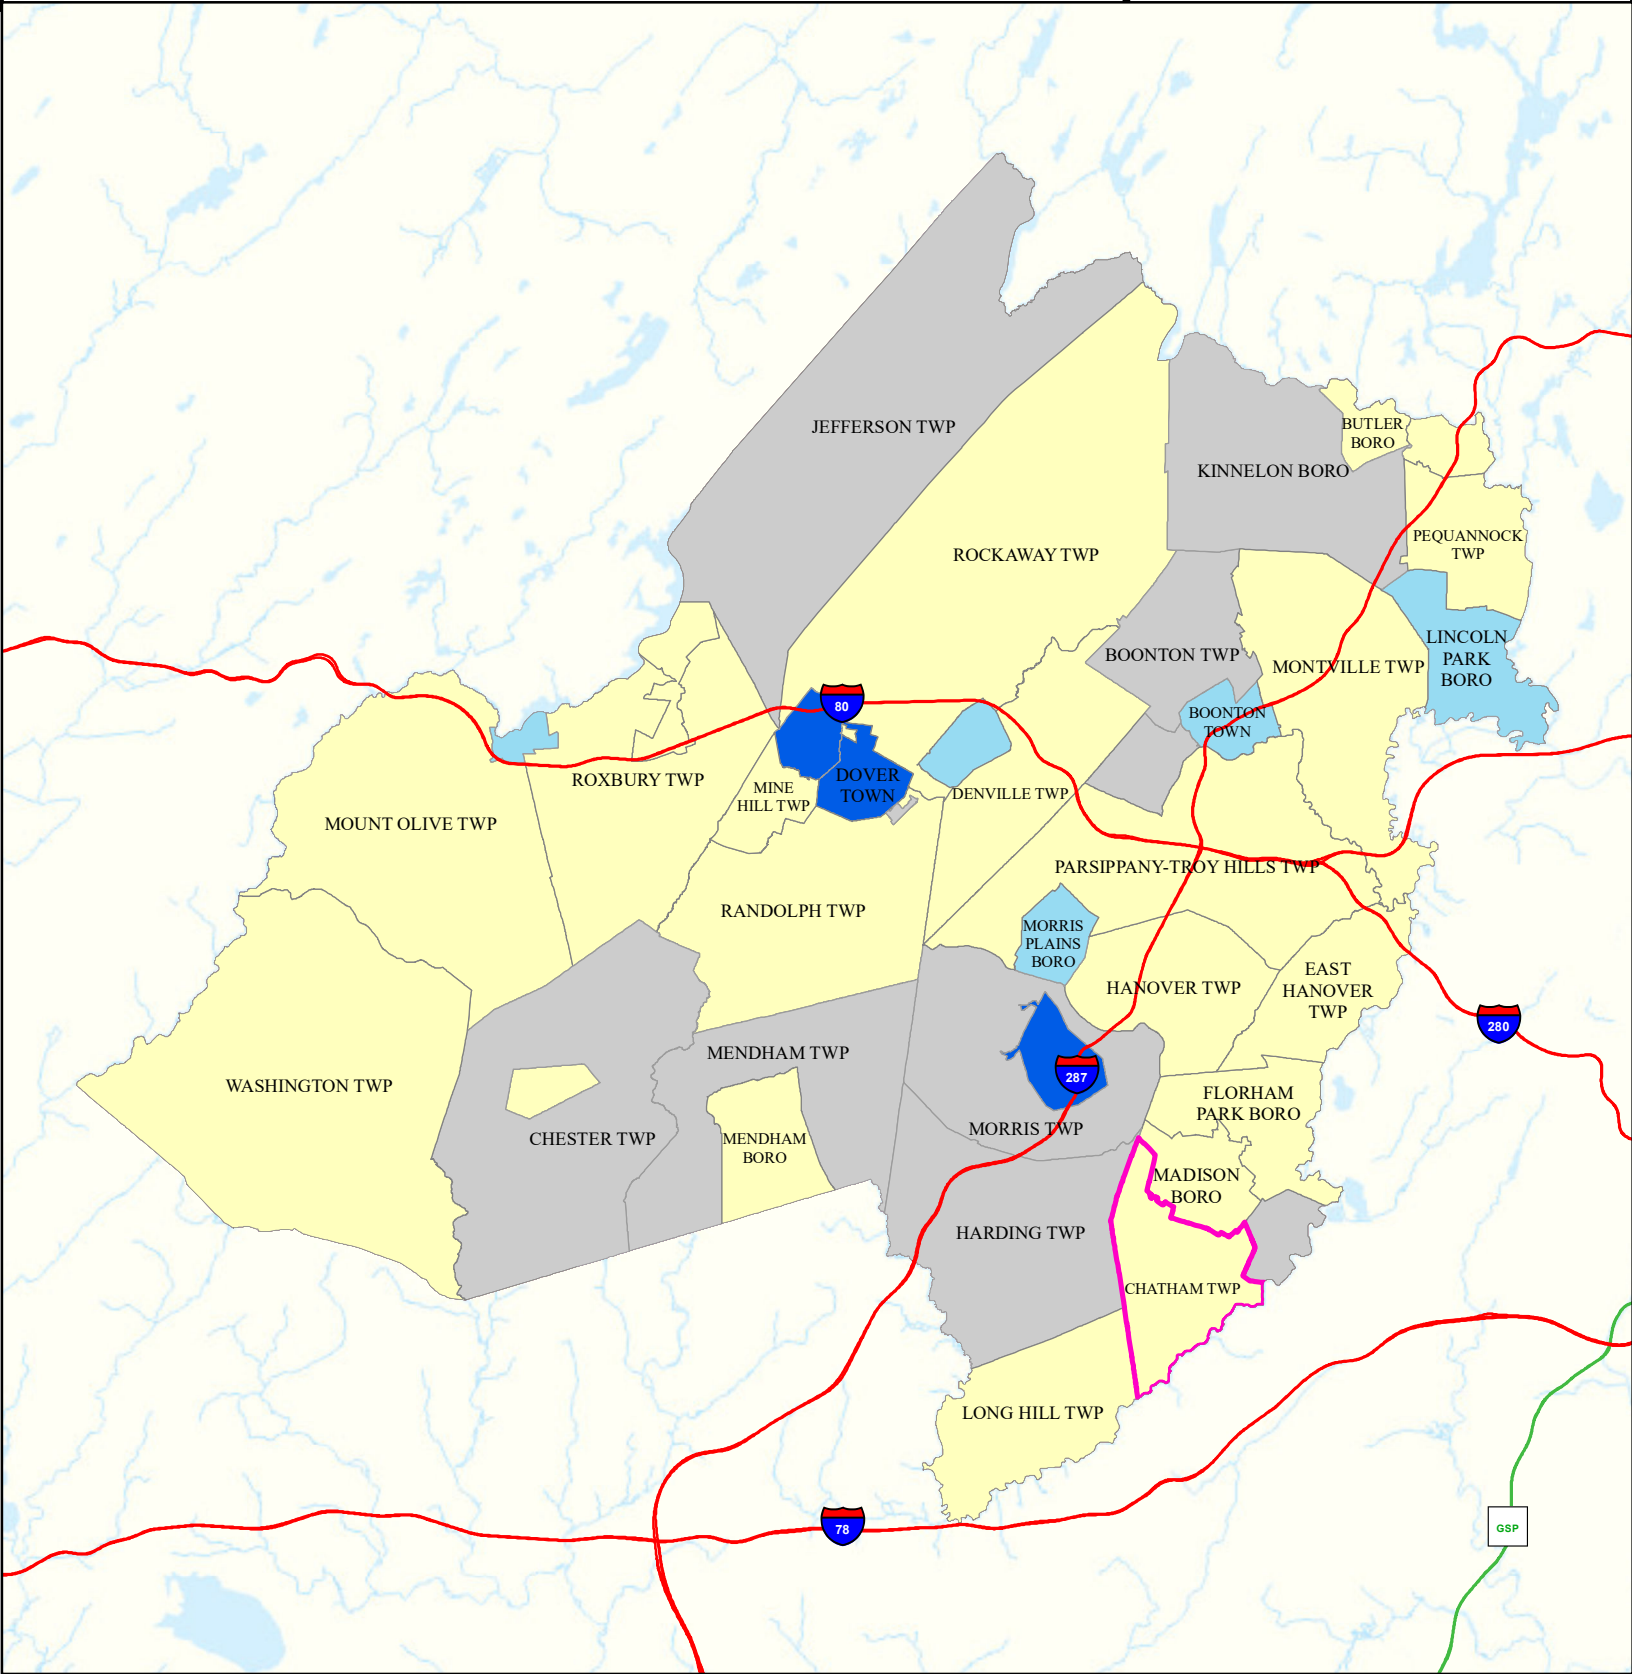 JEFFERSON TWP
BUTLER
BORO
KINNELON BORO
PEQUANNOCK
TWP
ROCKAWAY TWP
LINCOLN
PARK
BORO
BOONTON TWP
MONTVILLE TWP
80
BOONTON
TOWN
ROXBURY TWP
MINE
HILL TWP
DOVER
TOWN
DENVILLE TWP
MOUNT OLIVE TWP
PARSIPPANY-TROY HILLS TWP
RANDOLPH TWP
MORRIS
PLAINS
BORO
EAST
HANOVER
TWP
HANOVER TWP
280
MENDHAM TWP
287
WASHINGTON TWP
FLORHAM
PARK BORO
CHESTER TWP
MENDHAM
BORO
MORRIS TWP
MADISON
BORO
HARDING TWP
CHATHAM TWP
LONG HILL TWP
78
GSP